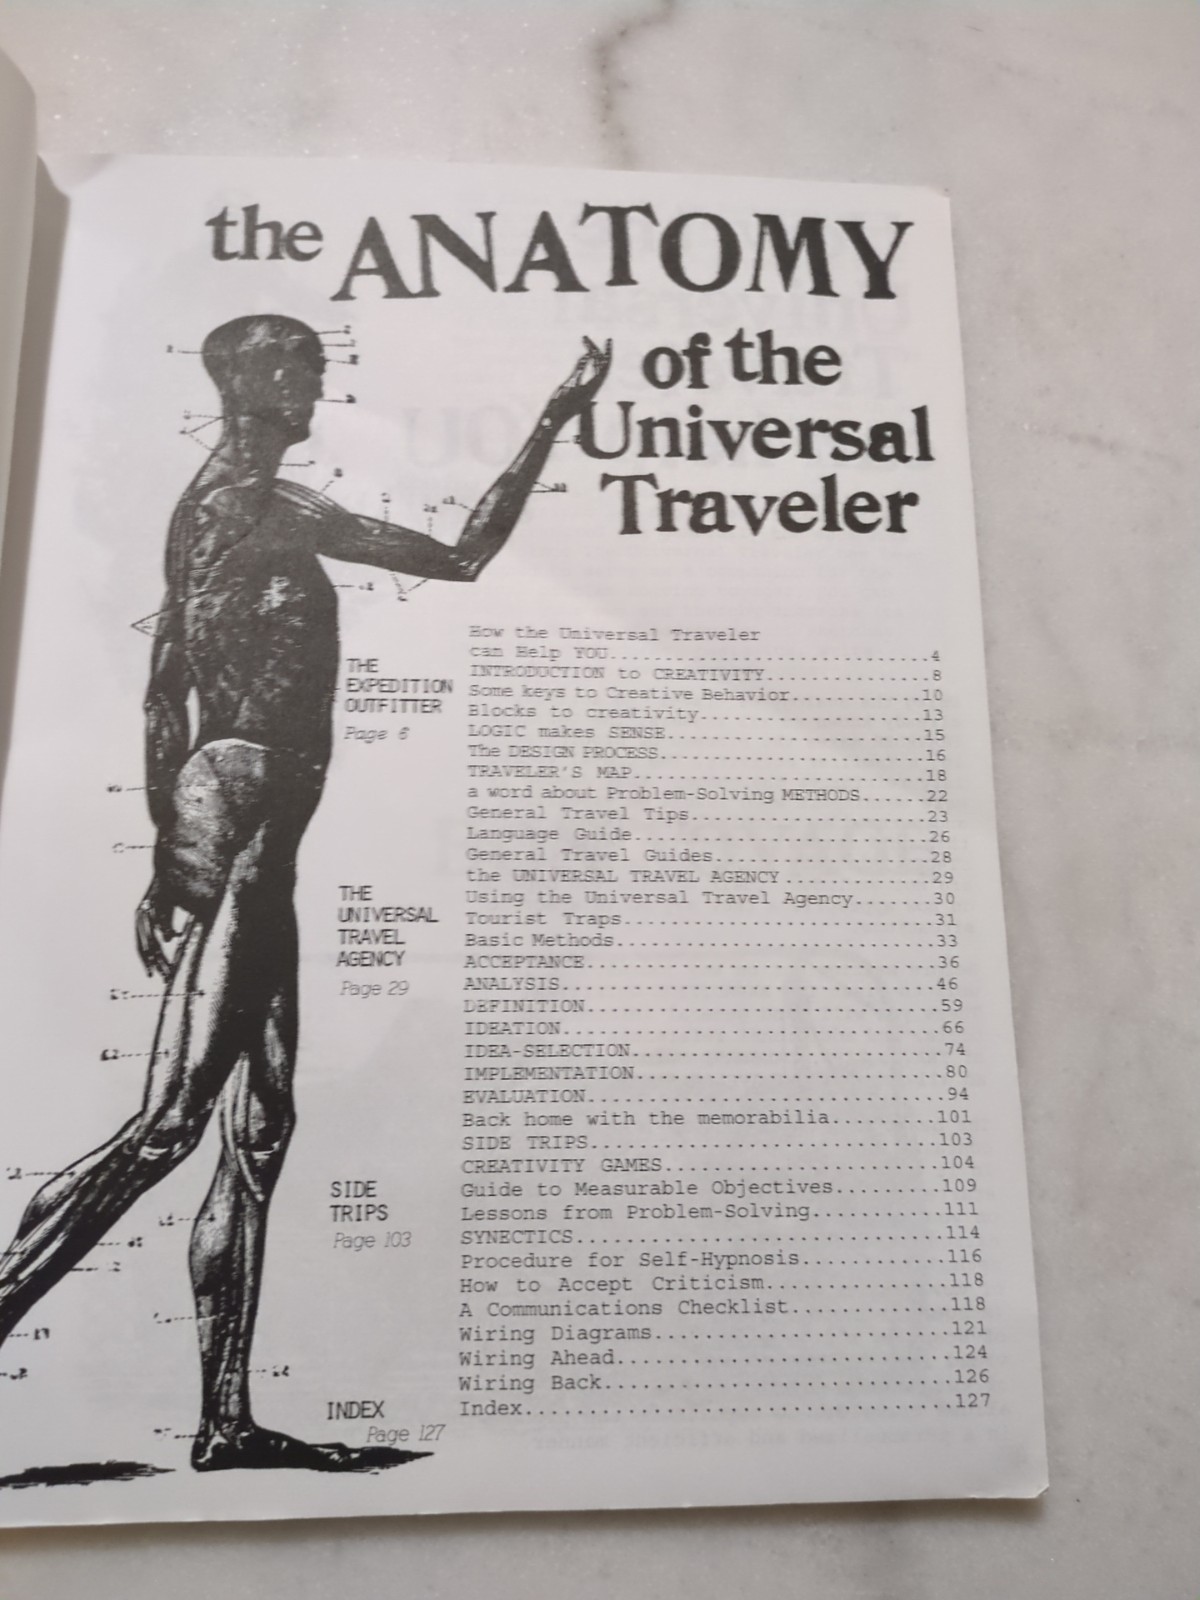 the ANATOMY
of the
Universal
Traveler
THE
EXPEDITION
OUTFITTER
Page 6
THE
UNIVERSAL
TRAVEL
AGENCY
Page 29
SIDE
TRIPS
Page 103
INDEX
Page 127
How the Universal Traveler
can Help YOU................................4
INTRODUCTION to CREATIVITY................8
Some keys to Creative Behavior............10
Blocks to creativity....................13
LOGIC makes SENSE.......................15
The DESIGN PROCESS.......................16
TRAVELER'S MAP..........................18
a word about Problem-Solving METHODS......22
General Travel Tips.....................23
Language Guide..........................26
General Travel Guides...................28
the UNIVERSAL TRAVEL AGENCY..............29
Using the Universal Travel Agency.......30
Tourist Traps...........................31
Basic Methods...........................33
ACCEPTANCE..............................36
ANALYSIS................................46
DEFINITION..............................59
IDEATION................................66
IDEA-SELECTION..........................74
IMPLEMENTATION..........................80
EVALUATION..............................94
Back home with the memorabilia.........101
SIDE TRIPS.............................103
CREATIVITY GAMES.......................104
Guide to Measurable Objectives.........109
Lessons from Problem-Solving...........111
SYNECTICS..............................114
Procedure for Self-Hypnosis............116
How to Accept Criticism................118
A Communications Checklist.............118
Wiring Diagrams........................121
Wiring Ahead...........................124
Wiring Back............................126
Index..................................127